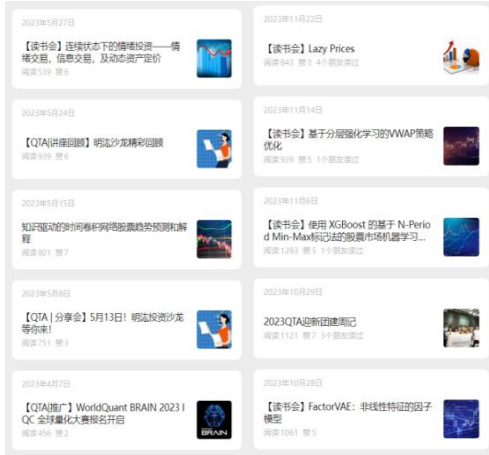 2023年5月27日
【读书会】连续状态下的情绪投资——情
绪交易，信息交易，及动态资产定价
阅读 539 赞 6
2023年5月24日
【QTA|讲座回顾】明汯沙龙精彩回顾
阅读 939 赞 6
2023年5月15日
知识驱动的时间卷积网络股票趋势预测和解
释
阅读 801 赞 7
2023年5月8日
【QTA | 分享会】5月13日！明汯投资沙龙
等你来！
阅读 751 赞 3
2023年4月7日
【QTA|推广】WorldQuant BRAIN 2023 I
QC 全球量化大赛报名开启
阅读 456 赞 2
BRAIN
2023年11月22日
【读书会】Lazy Prices
阅读 843 赞 3 4个朋友读过
2023年11月14日
【读书会】基于分层强化学习的VWAP策略
优化
阅读 939 赞 5 1个朋友读过
2023年11月6日
【读书会】使用 XGBoost 的基于 N-Perio
d Min-Max标记法的股票市场机器学习...
阅读 1283 赞 5 1个朋友读过
2023年10月29日
2023QTA迎新团建周记
阅读 1121 赞 7 3个朋友读过
2023年10月28日
【读书会】FactorVAE：非线性特征的因子
模型
阅读 1061 赞 5